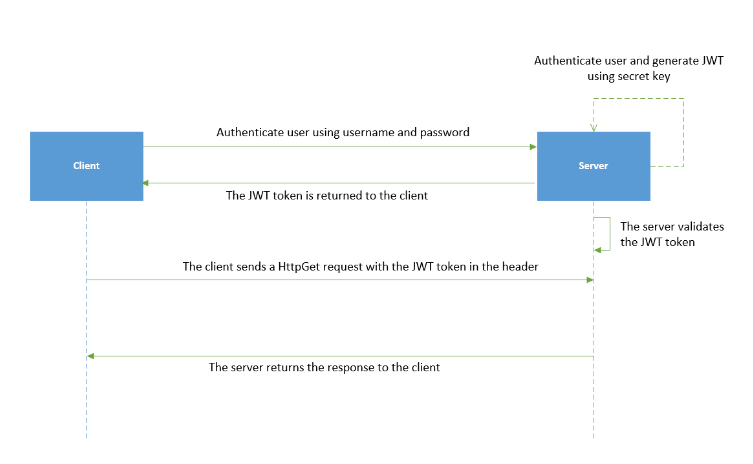 Authenticate user and generate JWT
using secret key
Authenticate user using username and password
Client
Server
The JWT token is returned to the client
The server validates
the JWT token
The client sends a HttpGet request with the JWT token in the header
The server returns the response to the client